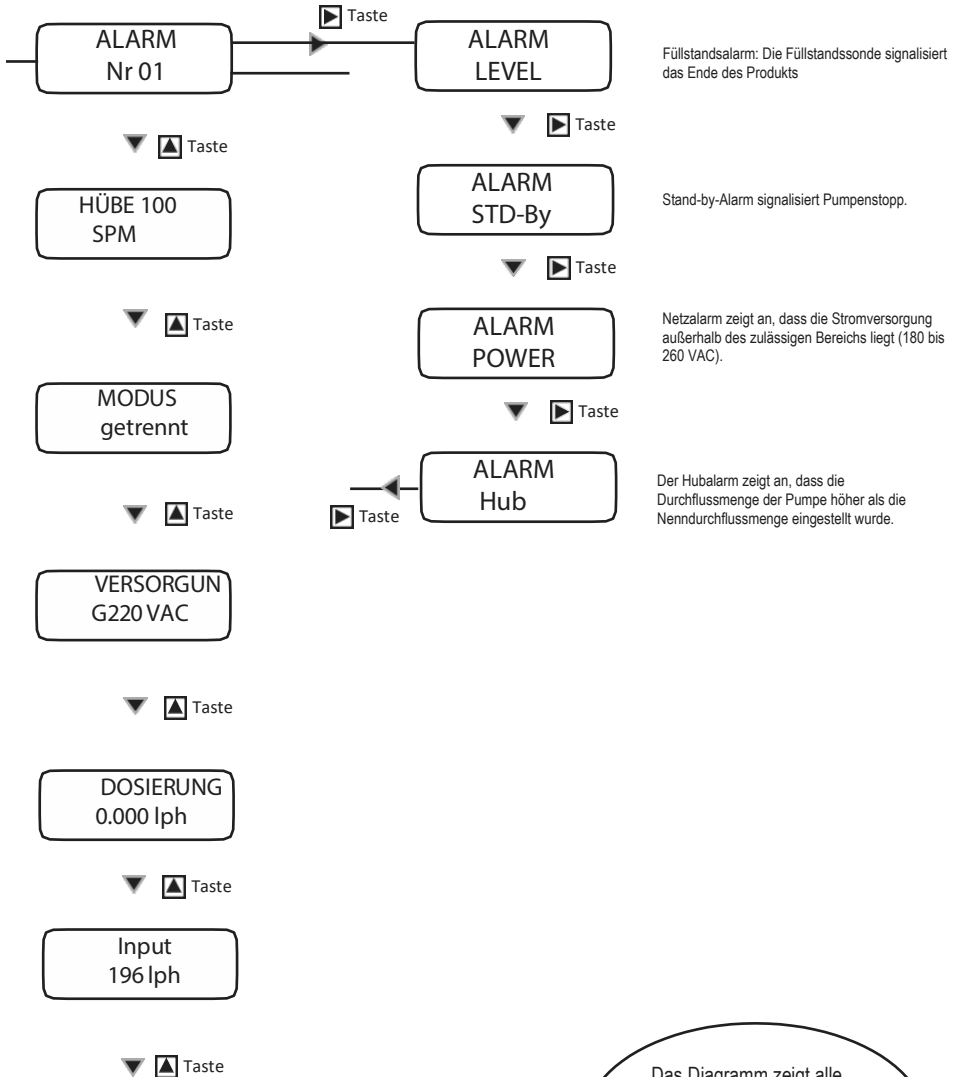 Taste
ALARM
Nr 01
ALARM
LEVEL
Füllstandsalarm: Die Füllstandssonde signalisiert
das Ende des Produkts
Taste
Taste
HÜBE 100
SPM
ALARM
STD-By
Stand-by-Alarm signalisiert Pumpenstopp.
Taste
Taste
ALARM
POWER
Netzalarm zeigt an, dass die Stromversorgung
außerhalb des zulässigen Bereichs liegt (180 bis
260 VAC).
MODUS
getrennt
Taste
ALARM
Hub
Der Hubalarm zeigt an, dass die
Durchflussmenge der Pumpe höher als die
Nenndurchflussmenge eingestellt wurde.
Taste
Taste
VERSORGUN
G220 VAC
Taste
DOSIERUNG
0.000 lph
Taste
Input
196 lph
Taste
Das Diagramm zeigt alle